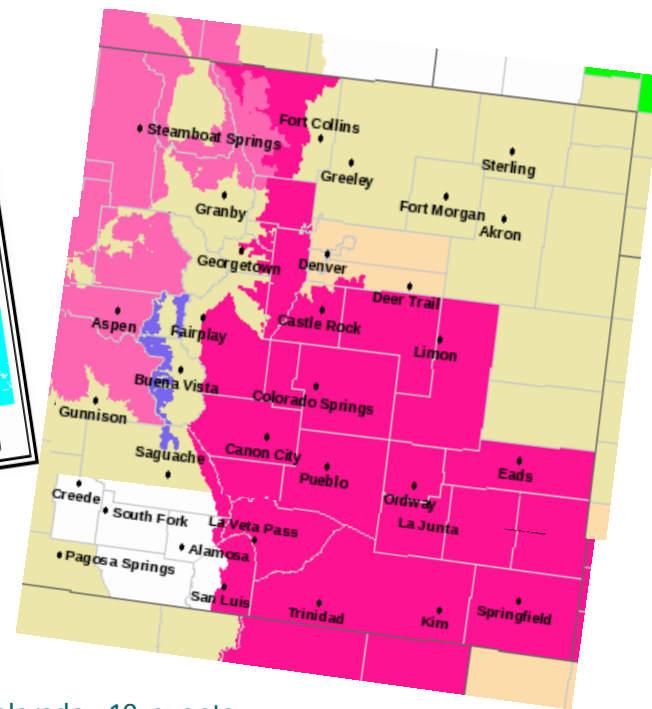 Fort Collins
Steamboat Springs
Sterling
Greeley
Granby
Fort Morgan
Akron
Georgetown
Denver
Deer Trail
Aspen
Fairplay
Castle Rock
Limon
Buena Vista
Colorado Springs
Gunnison
Canon City
Saguache
Pueblo
Eads
Creede
Ordway
South Fork
La Veta Pass
La Junta
Alamosa
Pagosa Springs
San Luis
Trinidad
Kim
Springfield